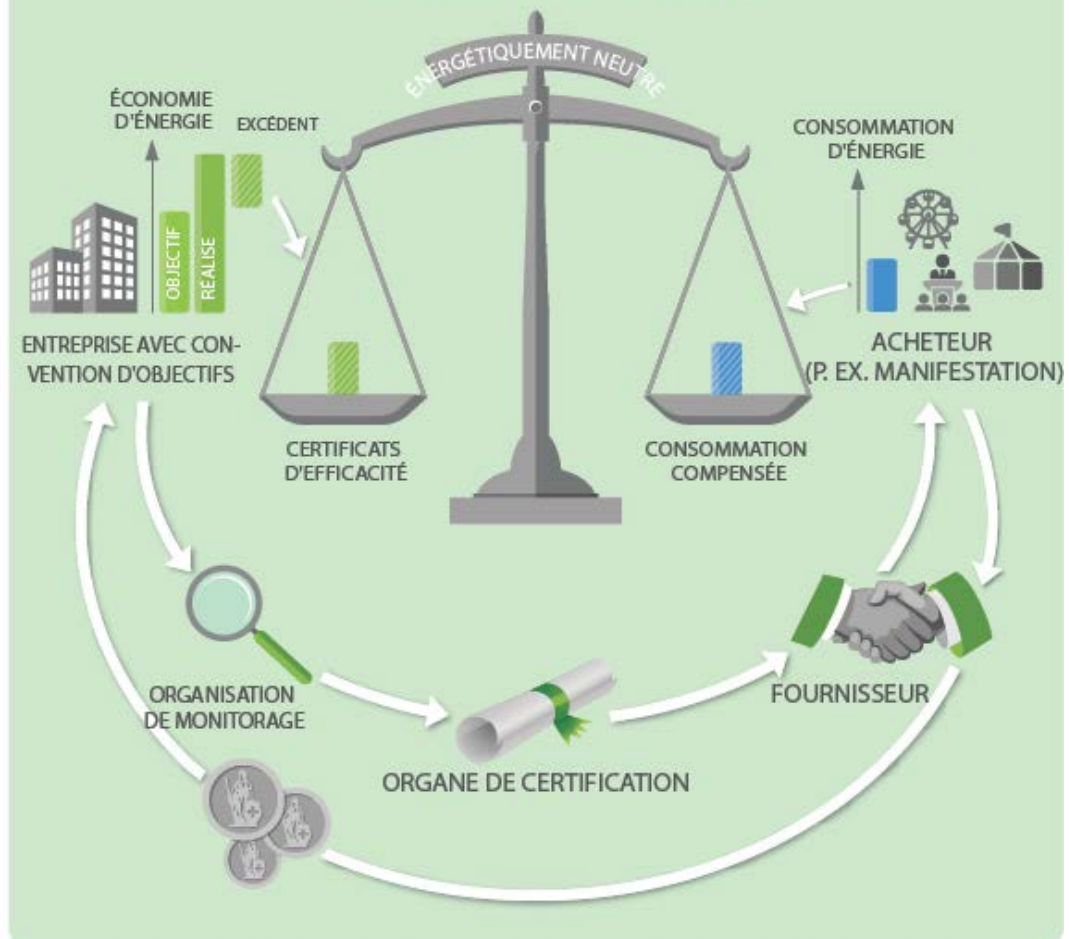 ÉNERGÉTIQUEMENT NEUTRE
ÉCONOMIE
D'ÉNERGIE
EXCÉDENT
OBJECTIF
RÉALISE
ENTREPRISE AVEC CON-
VENTION D'OBJECTIFS
CONSOMMATION
D'ÉNERGIE
ACHETEUR
(P. EX. MANIFESTATION)
CERTIFICATS
D'EFFICACITÉ
CONSOMMATION
COMPENSÉE
ORGANISATION
DE MONITORAGE
ORGANE DE CERTIFICATION
FOURNISSEUR